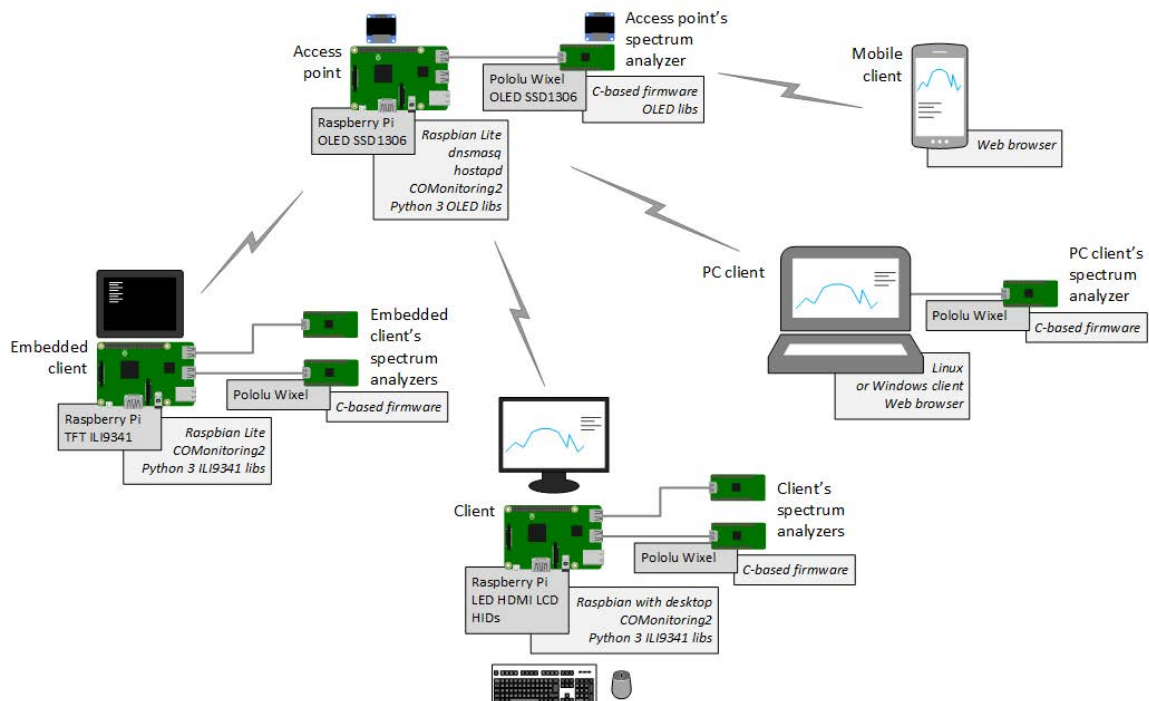 Access
point
Access point's
spectrum
analyzer
Pololu Wixel
OLED SSD1306
C-based firmware
OLED libs
Raspberry Pi
OLED SSD1306
Raspbian Lite
dnsmasq
hostapd
COMonitoring2
Python 3 OLED libs
Mobile
client
Web browser
PC client
PC client's
spectrum
analyzer
Pololu Wixel
C-based firmware
Linux
or Windows client
Web browser
Embedded
client
Embedded
client's
spectrum
analyzers
Pololu Wixel
C-based firmware
Raspberry Pi
TFT ILI9341
Raspbian Lite
COMonitoring2
Python 3 ILI9341 libs
Client
Client's
spectrum
analyzers
Pololu Wixel
C-based firmware
Raspberry Pi
LED HDMI LCD
HIDs
Raspbian with desktop
COMonitoring2
Python 3 ILI9341 libs